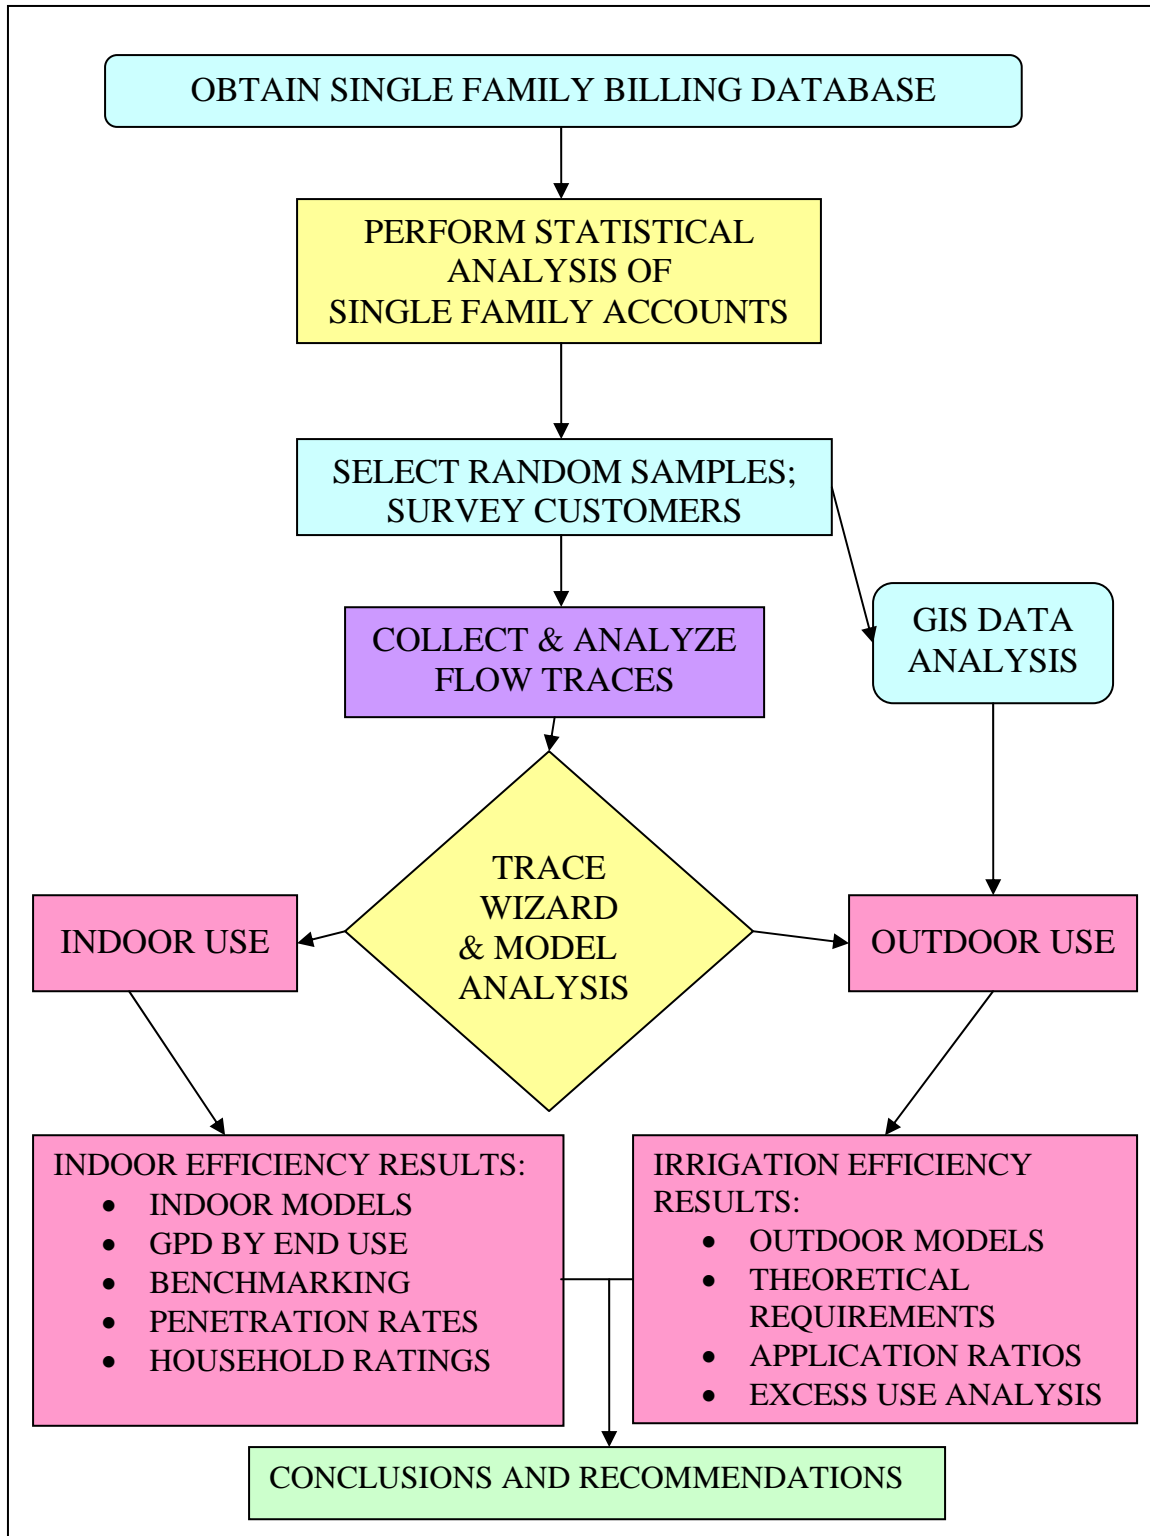 OBTAIN SINGLE FAMILY BILLING DATABASE
PERFORM STATISTICAL
ANALYSIS OF
SINGLE FAMILY ACCOUNTS
SELECT RANDOM SAMPLES;
SURVEY CUSTOMERS
COLLECT & ANALYZE
FLOW TRACES
GIS DATA
ANALYSIS
TRACE
WIZARD
& MODEL
ANALYSIS
INDOOR USE
OUTDOOR USE
INDOOR EFFICIENCY RESULTS:
• INDOOR MODELS
• GPD BY END USE
• BENCHMARKING
• PENETRATION RATES
• HOUSEHOLD RATINGS
IRRIGATION EFFICIENCY
RESULTS:
• OUTDOOR MODELS
• THEORETICAL
REQUIREMENTS
• APPLICATION RATIOS
• EXCESS USE ANALYSIS
CONCLUSIONS AND RECOMMENDATIONS